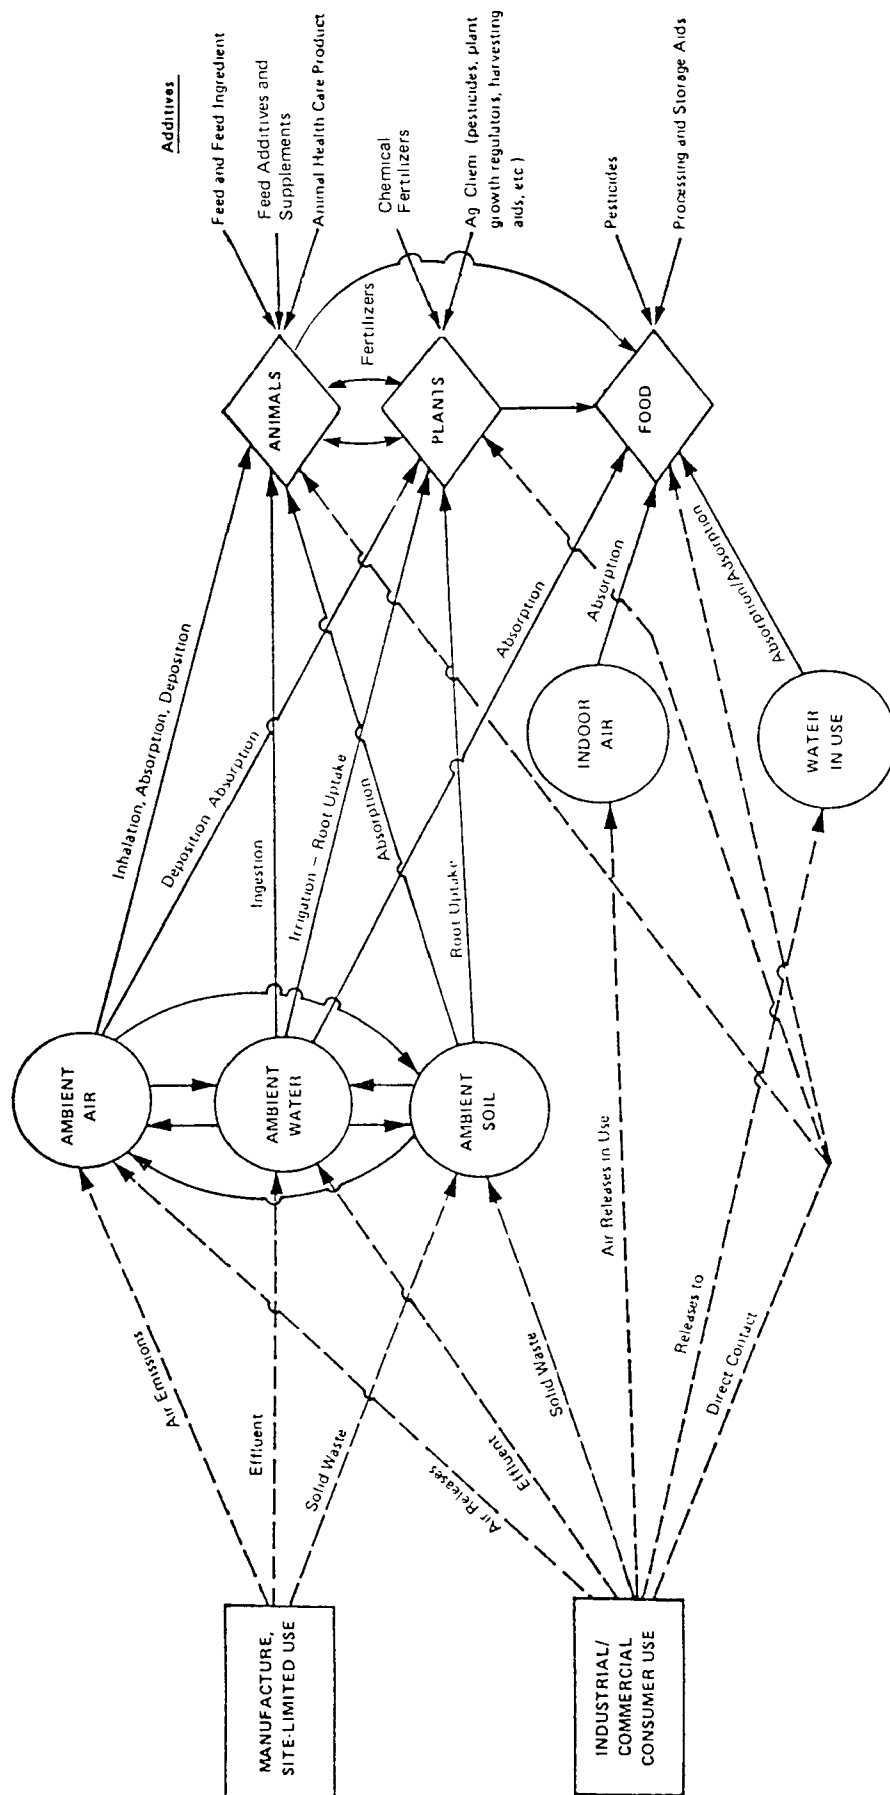 MANUFACTURE,
SITE-LIMITED USE
INDUSTRIAL/
COMMERCIAL
CONSUMER USE
Air Emissions
Effluent
Solid Waste
Air Releases
Effluent
Solid Waste
Air Releases in Use
Releases to
Direct Contact
AMBIENT
AIR
AMBIENT
WATER
AMBIENT
SOIL
INDOOR
AIR
WATER
IN USE
Inhalation, Absorption, Deposition
Deposition Absorption
Ingestion
Irrigation – Root Uptake
Absorption
Root Uptake
Absorption
Absorption
Absorption/Adsorption
ANIMALS
Fertilizers
PLANTS
FOOD
Additives
Feed and Feed Ingredient
Feed Additives and
Supplements
Animal Health Care Product
Chemical
Fertilizers
Ag Chem (pesticides, plant
growth regulators, harvesting
aids, etc )
Pesticides
Processing and Storage Aids